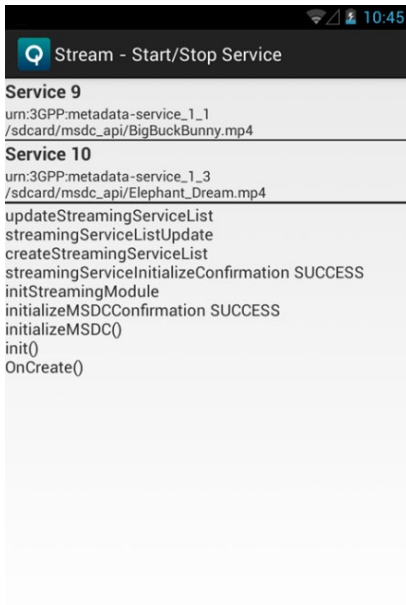 10:45
Stream - Start/Stop Service
Service 9
urn:3GPP:metadata-service_1_1
/sdcard/msdc_api/BigBuckBunny.mp4
Service 10
urn:3GPP:metadata-service_1_3
/sdcard/msdc_api/Elephant_Dream.mp4
updateStreamingServiceList
streamingServiceListUpdate
createStreamingServiceList
streamingServiceInitializeConfirmation SUCCESS
initStreamingModule
initializeMSDCConfirmation SUCCESS
initializeMSDC()
init()
OnCreate()